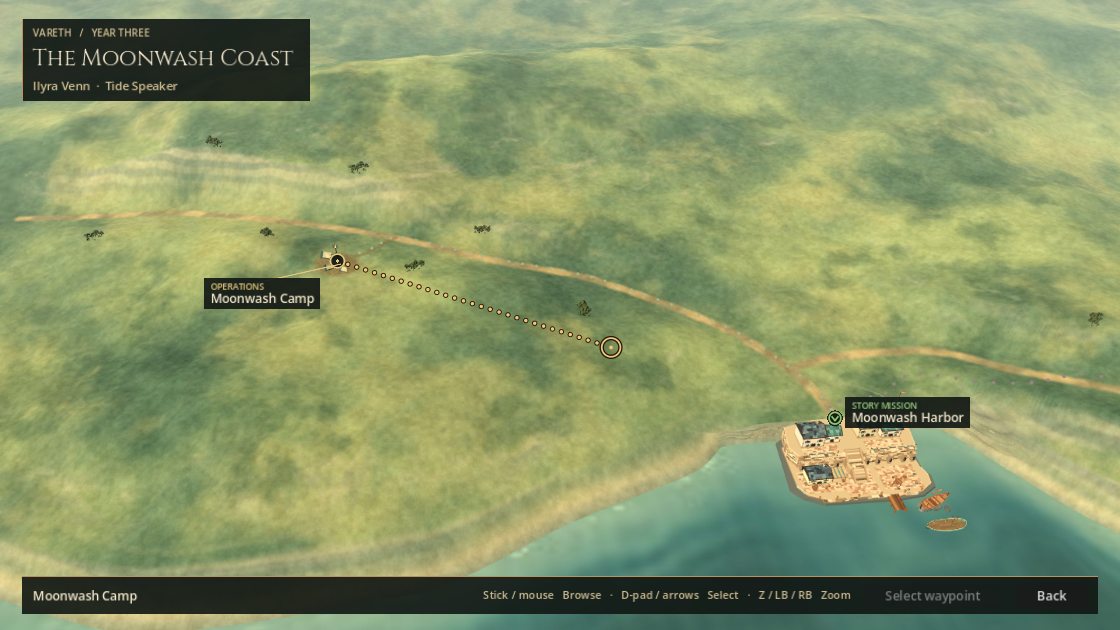 VARETH / YEAR THREE
THE MOONWASH COAST
Ilyra Venn · Tide Speaker
OPERATIONS
Moonwash Camp
STORY MISSION
Moonwash Harbor
Moonwash Camp
Stick / mouse Browse · D-pad / arrows Select · Z / LB / RB Zoom
Select waypoint
Back